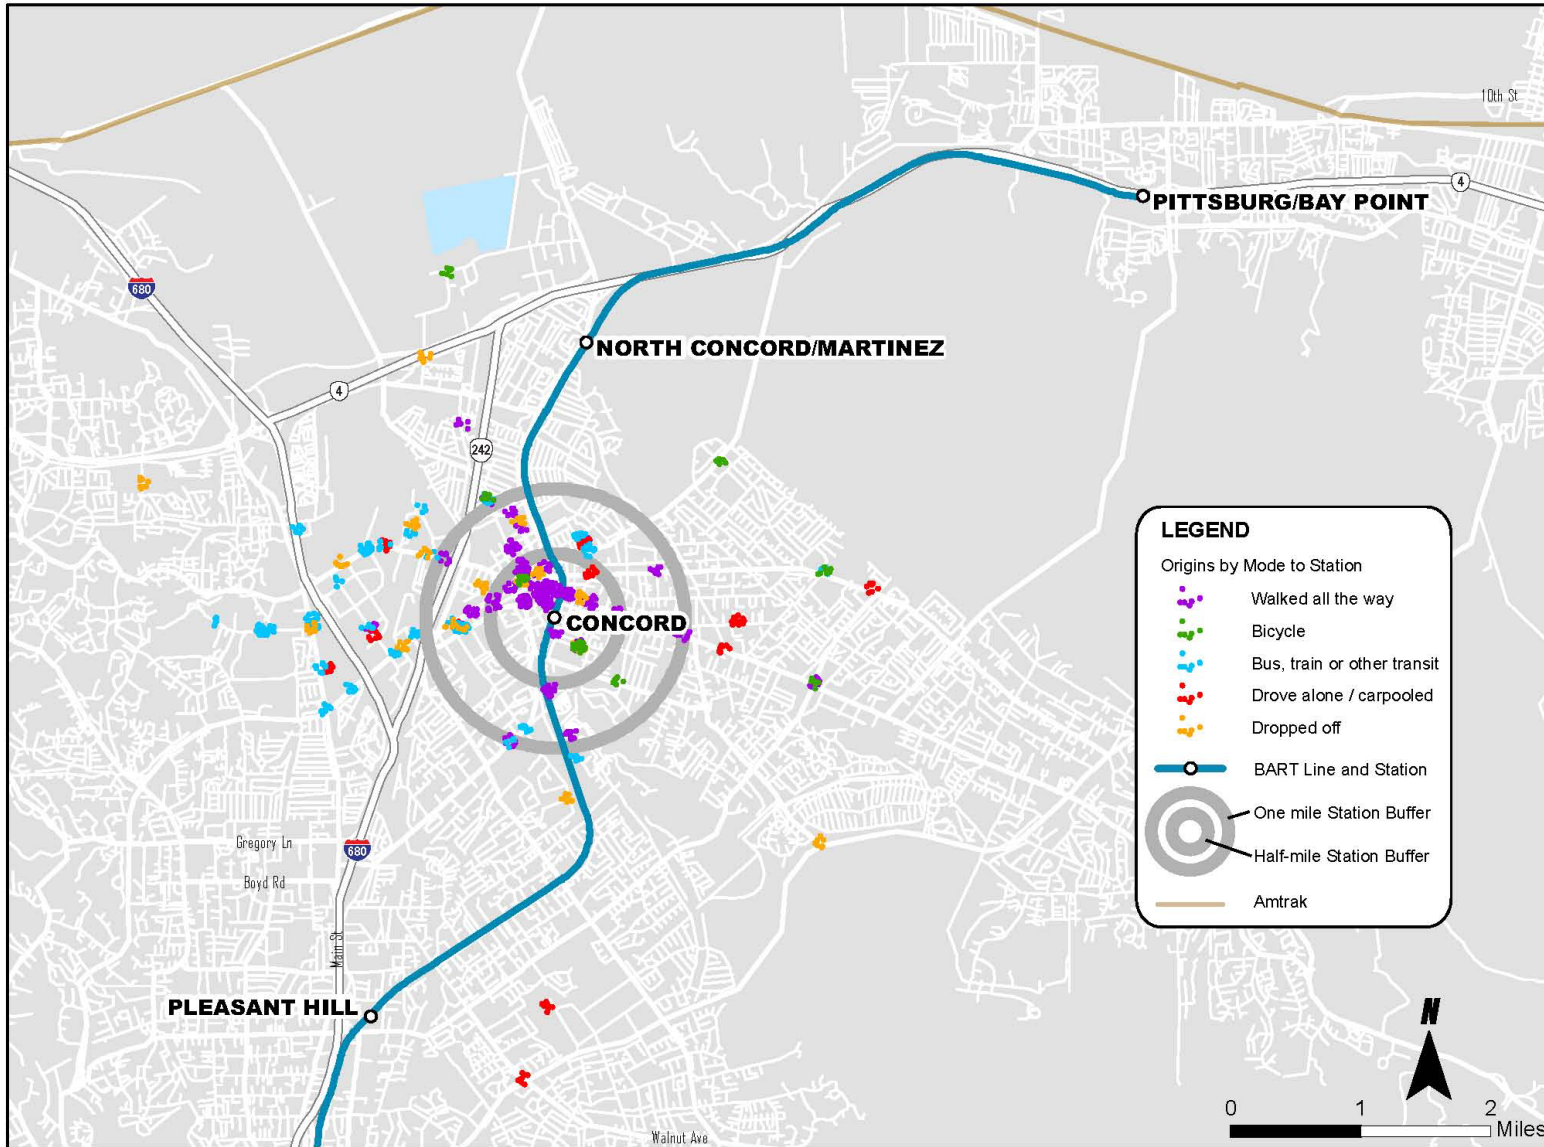 10th St
4
PITTSBURG/BAY POINT
680
NORTH CONCORD/MARTINEZ
4
242
CONCORD
LEGEND
Origins by Mode to Station
Walked all the way
Bicycle
Bus, train or other transit
Drove alone / carpooled
Dropped off
BART Line and Station
One mile Station Buffer
Half-mile Station Buffer
Amtrak
Gregory Ln
680
Boyd Rd
Main St
PLEASANT HILL
N
0 1 2
Miles
Walnut Ave